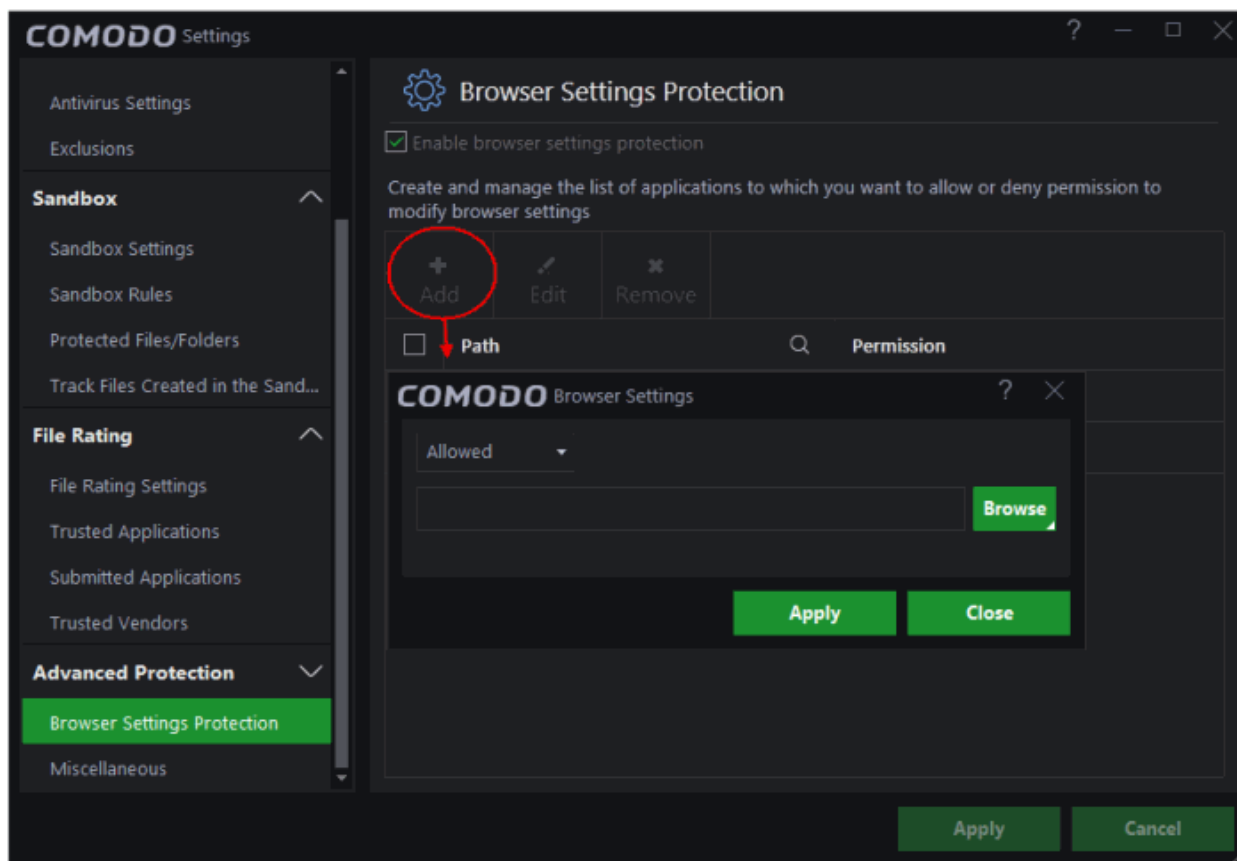 COMODO Settings
Antivirus Settings
Exclusions
Sandbox
Sandbox Settings
Sandbox Rules
Protected Files/Folders
Track Files Created in the Sand...
File Rating
File Rating Settings
Trusted Applications
Submitted Applications
Trusted Vendors
Advanced Protection
Browser Settings Protection
Miscellaneous
Browser Settings Protection
Enable browser settings protection
Create and manage the list of applications to which you want to allow or deny permission to
modify browser settings
Add Edit Remove
Path Permission
COMODO Browser Settings
Allowed
Browse
Apply Close
Apply Cancel